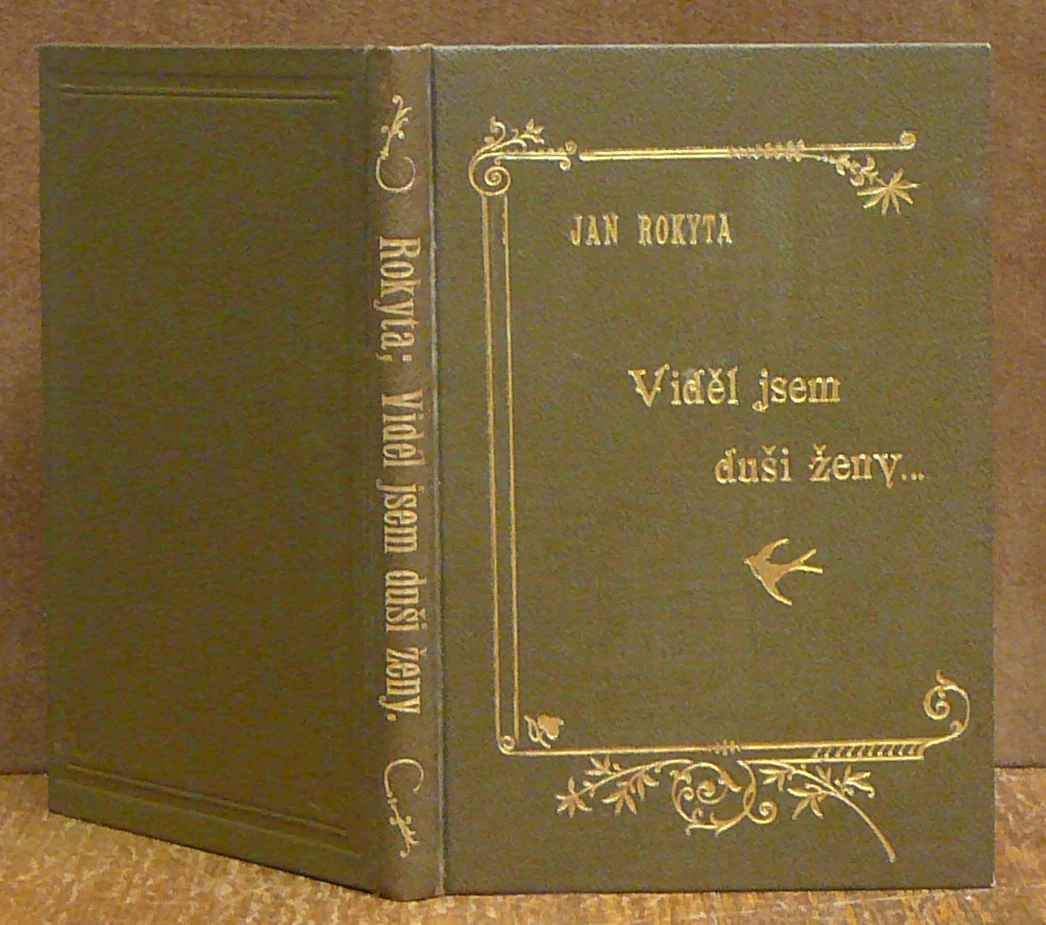 Rokyta; Viděl jsem duši ženy.
JAN ROKYTA
Viděl jsem
duši ženy...